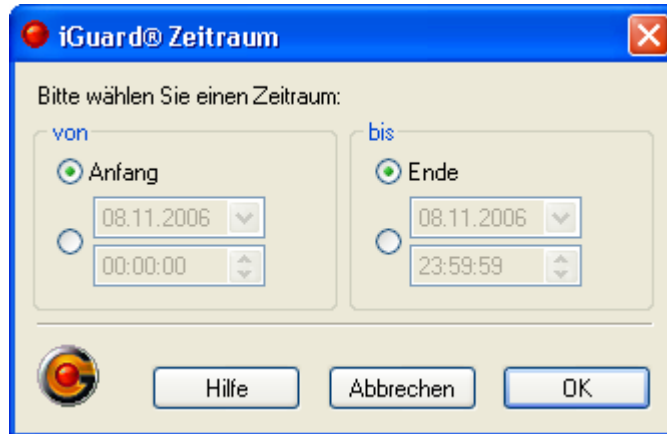 iGuard® Zeitraum
Bitte wählen Sie einen Zeitraum:
von
Anfang
08.11.2006
00:00:00
bis
Ende
08.11.2006
23:59:59
Hilfe
Abbrechen
OK